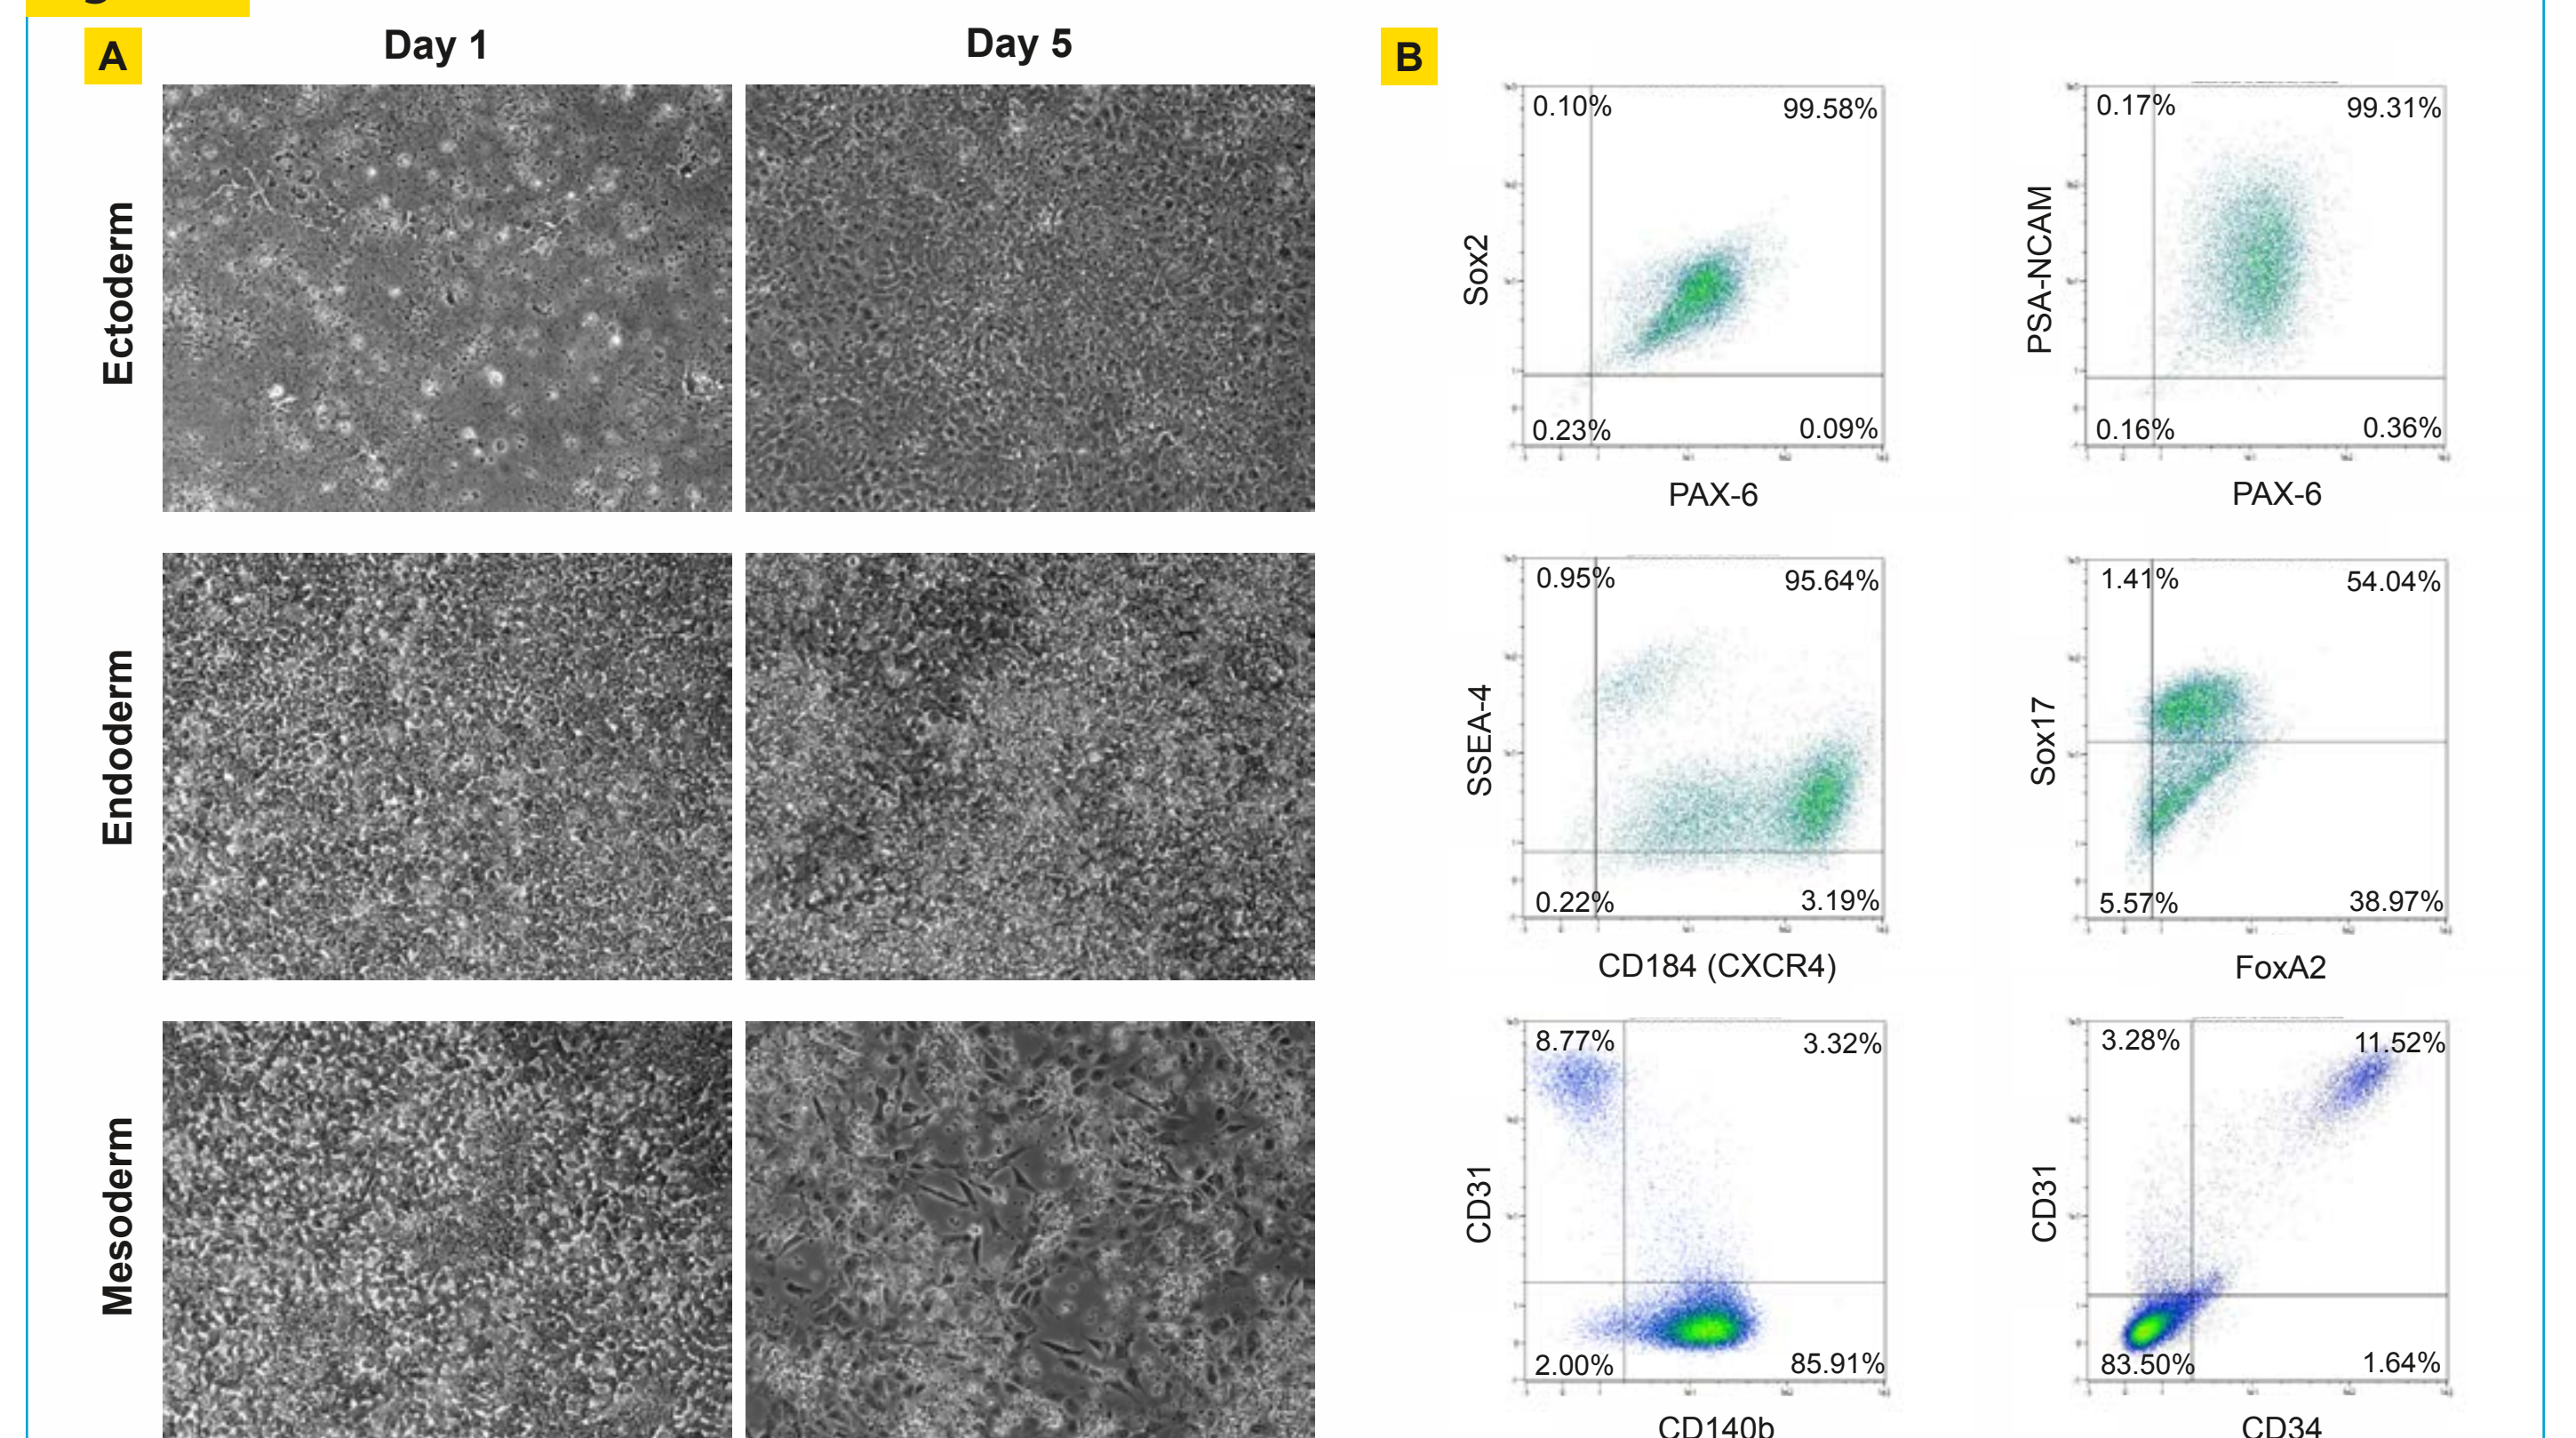 A
Day 1
Day 5
B
Ectoderm
Endoderm
Mesoderm
0.10%
99.58%
Sox2
0.23%
0.09%
PAX-6
0.17%
99.31%
PSA-NCAM
0.16%
0.36%
PAX-6
0.95%
95.64%
SSEA-4
0.22%
3.19%
CD184 (CXCR4)
1.41%
54.04%
Sox17
5.57%
38.97%
FoxA2
8.77%
3.32%
CD31
2.00%
85.91%
CD140b
3.28%
11.52%
CD31
83.50%
1.64%
CD34